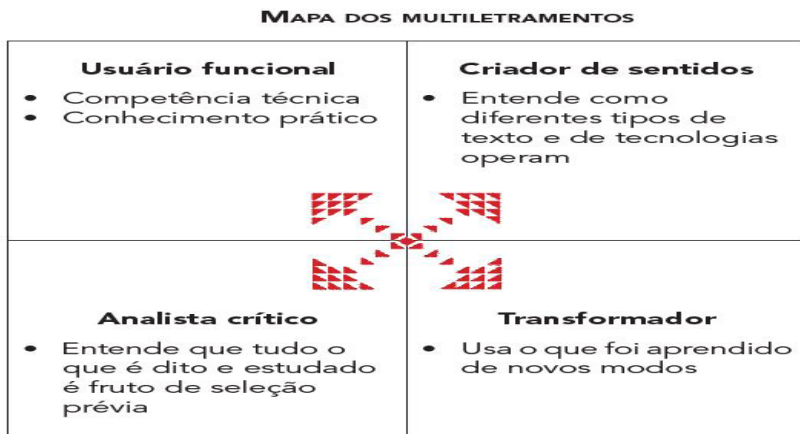 MAPA DOS MULTILETRAMENTOS
Usuário funcional
• Competência técnica
• Conhecimento prático
Criador de sentidos
• Entende como
diferentes tipos de
texto e de tecnologias
operam
Analista crítico
• Entende que tudo o
que é dito e estudado
é fruto de seleção
prévia
Transformador
• Usa o que foi aprendido
de novos modos